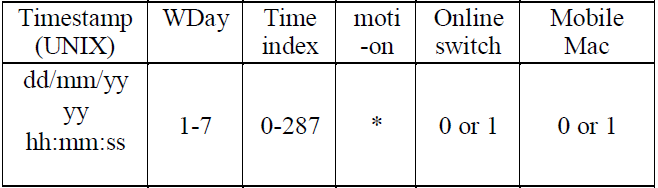 Timestamp WDay Time moti Online Mobile
(UNIX) index -on switch Mac
dd/mm/yy
yy
hh:mm:ss
1-7 0-287 * 0 or 1 0 or 1